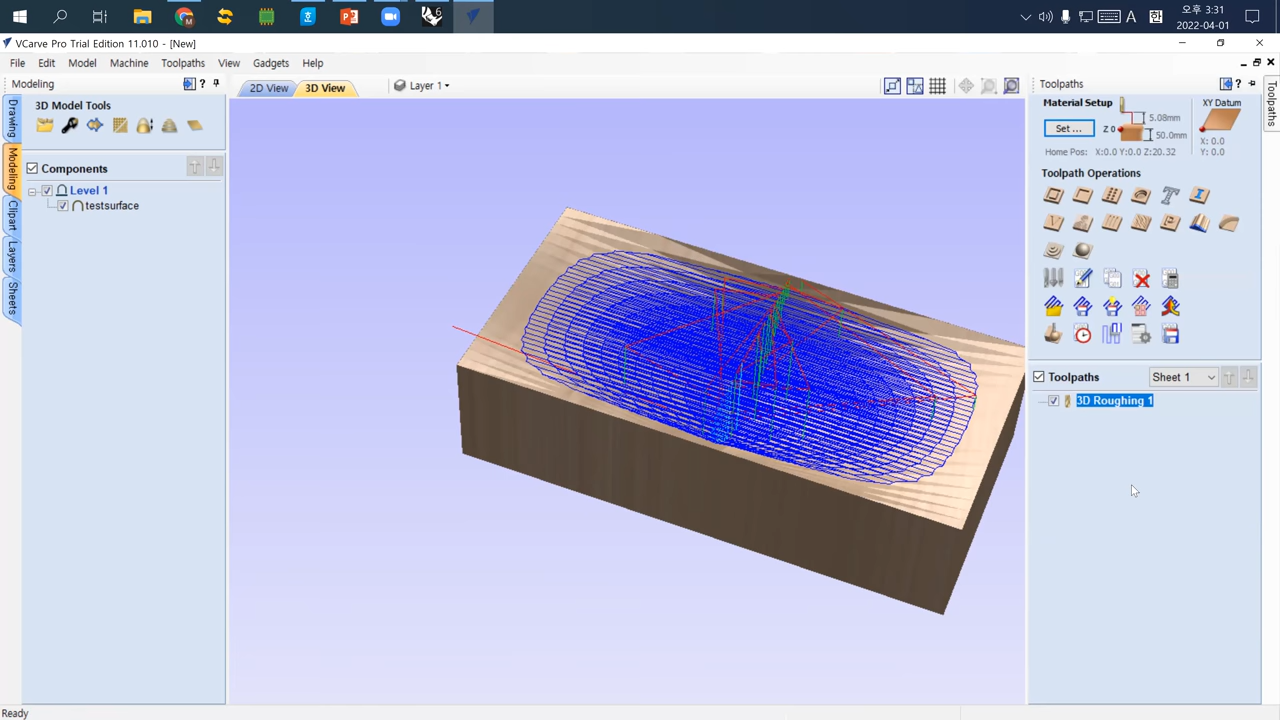 6
A
한
오후 3:31
2022-04-01
VCarve Pro Trial Edition 11.010 - [New]
File Edit Model Machine Toolpaths View Gadgets Help
Modeling
?
2D View
3D View
Layer 1
Toolpaths
?
Drawing
Modeling
Clipart
Layers
Sheets
3D Model Tools
Components
Level 1
testsurface
Material Setup
Set ...
Z 0
5.08mm
50.0mm
XY Datum
X: 0.0
Y: 0.0
Home Pos: X:0.0 Y:0.0 Z:20.32
Toolpath Operations
Toolpaths
Sheet 1
3D Roughing 1
Toolpaths
Ready